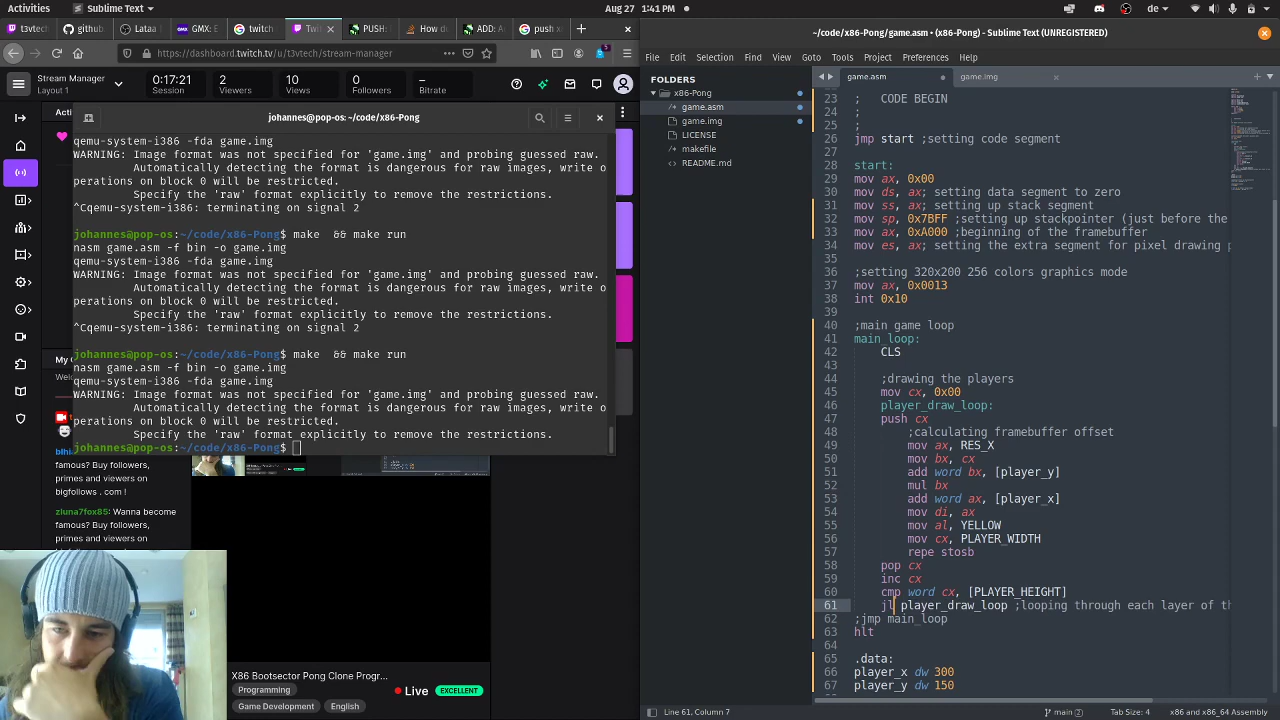 Activities
Sublime Text
Aug 27 1:41 PM
de
t3vtech
github
Lataa
GMX: E
twitch
Twi
PUSH:
How du
ADD: A
push x
https://dashboard.twitch.tv/u/t3vtech/stream-manager
Stream Manager
Layout 1
0:17:21
Session
2
Viewers
10
Views
0
Followers
–
Bitrate
johannes@pop-os: ~/code/x86-Pong
qemu-system-i386 -fda game.img
WARNING: Image format was not specified for 'game.img' and probing guessed raw.
Automatically detecting the format is dangerous for raw images, write o
perations on block 0 will be restricted.
Specify the 'raw' format explicitly to remove the restrictions.
^Cqemu-system-i386: terminating on signal 2
johannes@pop-os:~/code/x86-Pong$ make  && make run
nasm game.asm -f bin -o game.img
qemu-system-i386 -fda game.img
WARNING: Image format was not specified for 'game.img' and probing guessed raw.
Automatically detecting the format is dangerous for raw images, write o
perations on block 0 will be restricted.
Specify the 'raw' format explicitly to remove the restrictions.
^Cqemu-system-i386: terminating on signal 2
johannes@pop-os:~/code/x86-Pong$ make  && make run
nasm game.asm -f bin -o game.img
qemu-system-i386 -fda game.img
WARNING: Image format was not specified for 'game.img' and probing guessed raw.
Automatically detecting the format is dangerous for raw images, write o
perations on block 0 will be restricted.
Specify the 'raw' format explicitly to remove the restrictions.
johannes@pop-os:~/code/x86-Pong$
famous? Buy followers,
primes and viewers on
bigfollows . com !
zluna7fox85: Wanna become
famous? Buy followers,
primes and viewers on
X86 Bootsector Pong Clone Progr...
Programming
Game Development
English
Live
EXCELLENT
~/code/x86-Pong/game.asm • (x86-Pong) - Sublime Text (UNREGISTERED)
File Edit Selection Find View Goto Tools Project Preferences Help
FOLDERS
x86-Pong
game.asm
game.img
LICENSE
makefile
README.md
game.asm
game.img
23 ; CODE BEGIN
24 ;
25 ;
26 jmp start ;setting code segment
27
28 start:
29 mov ax, 0x00
30 mov ds, ax; setting data segment to zero
31 mov ss, ax; setting up stack segment
32 mov sp, 0x7BFF ;setting up stackpointer (just before the
33 mov ax, 0xA000 ;beginning of the framebuffer
34 mov es, ax; setting the extra segment for pixel drawing
35
36 ;setting 320x200 256 colors graphics mode
37 mov ax, 0x0013
38 int 0x10
39
40 ;main game loop
41 main_loop:
42 CLS
43
44 ;drawing the players
45 mov cx, 0x00
46 player_draw_loop:
47 push cx
48 ;calculating framebuffer offset
49 mov ax, RES_X
50 mov bx, cx
51 add word bx, [player_y]
52 mul bx
53 add word ax, [player_x]
54 mov di, ax
55 mov al, YELLOW
56 mov cx, PLAYER_WIDTH
57 repe stosb
58 pop cx
59 inc cx
60 cmp word cx, [PLAYER_HEIGHT]
61 jl player_draw_loop ;looping through each layer of th
62 ;jmp main_loop
63 hlt
64
65 .data:
66 player_x dw 300
67 player_y dw 150
Line 61, Column 7
main
Tab Size: 4
x86 and x86_64 Assembly